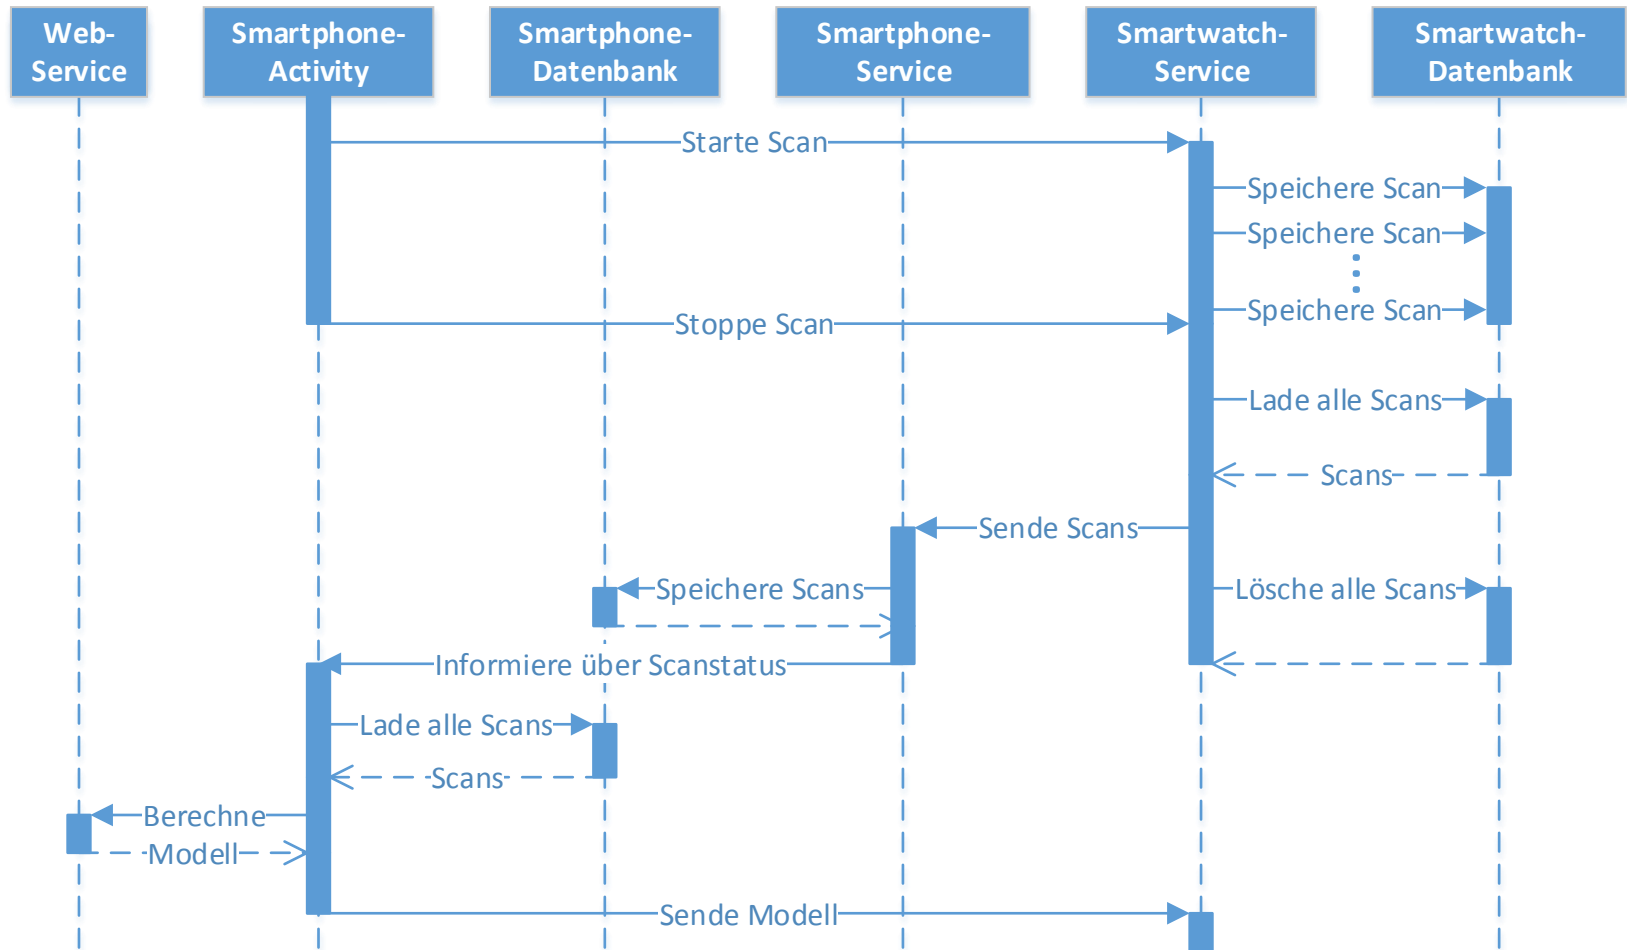 Web-
Service
Smartphone-
Activity
Smartphone-
Datenbank
Smartphone-
Service
Smartwatch-
Service
Smartwatch-
Datenbank
Starte Scan
Speichere Scan
Speichere Scan
Speichere Scan
Stoppe Scan
Lade alle Scans
Scans
Sende Scans
Speichere Scans
Lösche alle Scans
Informiere über Scanstatus
Lade alle Scans
Scans
Berechne
Modell
Sende Modell